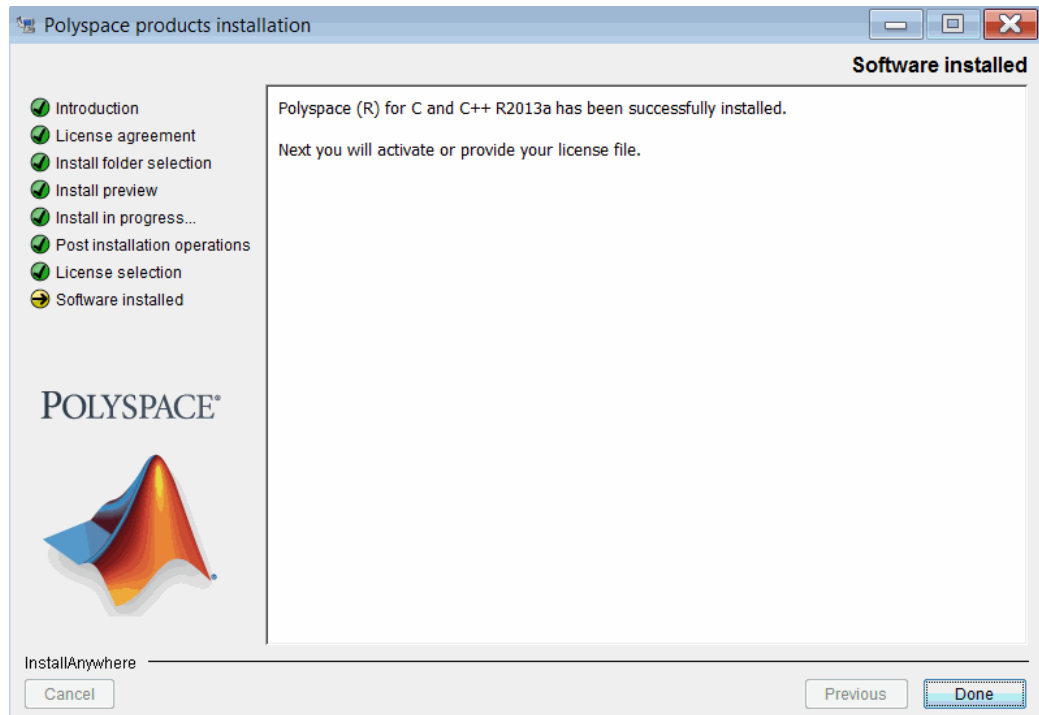 Polyspace products installation
Software installed
Introduction
License agreement
Install folder selection
Install preview
Install in progress...
Post installation operations
License selection
Software installed
Polyspace (R) for C and C++ R2013a has been successfully installed.
Next you will activate or provide your license file.
POLYSPACE®
InstallAnywhere
Cancel
Previous
Done